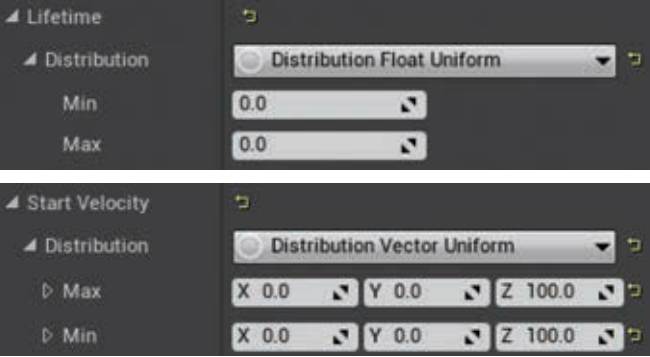 Lifetime
Distribution Distribution Float Uniform
Min 0.0
Max 0.0
Start Velocity
Distribution Distribution Vector Uniform
Max X 0.0 Y 0.0 Z 100.0
Min X 0.0 Y 0.0 Z 100.0